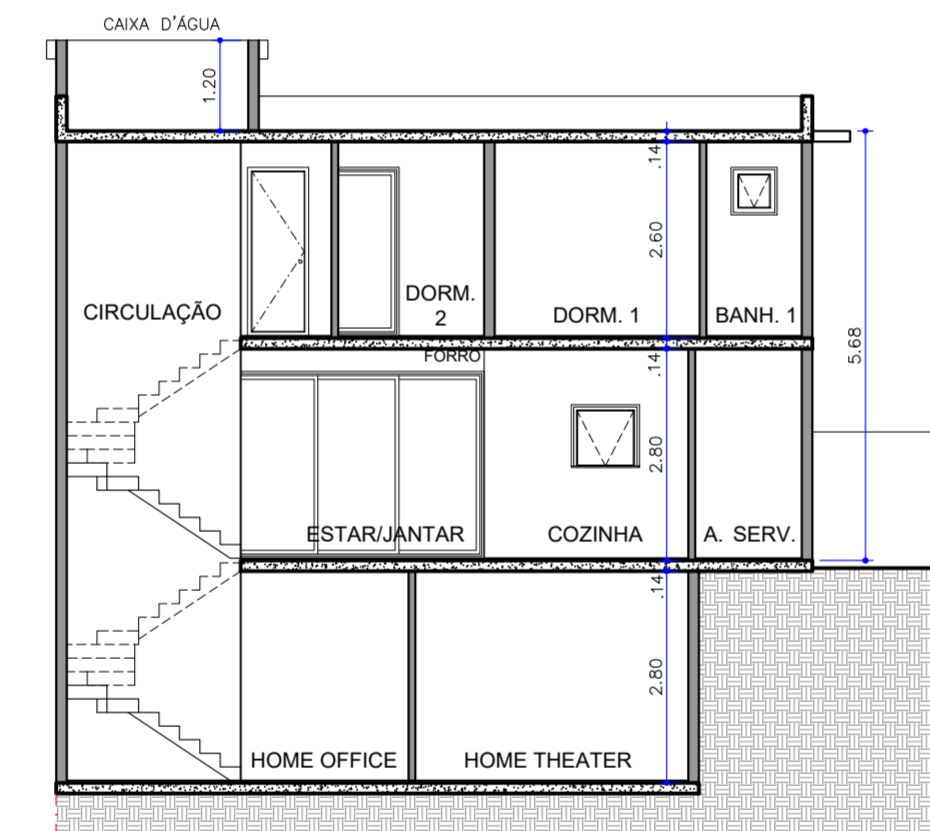 CAIXA D'ÁGUA
1.20
.14
2.60
CIRCULAÇÃO
DORM.
2
DORM. 1
BANH. 1
5.68
FORRO
.14
2.80
ESTAR/JANTAR
COZINHA
A. SERV.
.14
2.80
HOME OFFICE
HOME THEATER